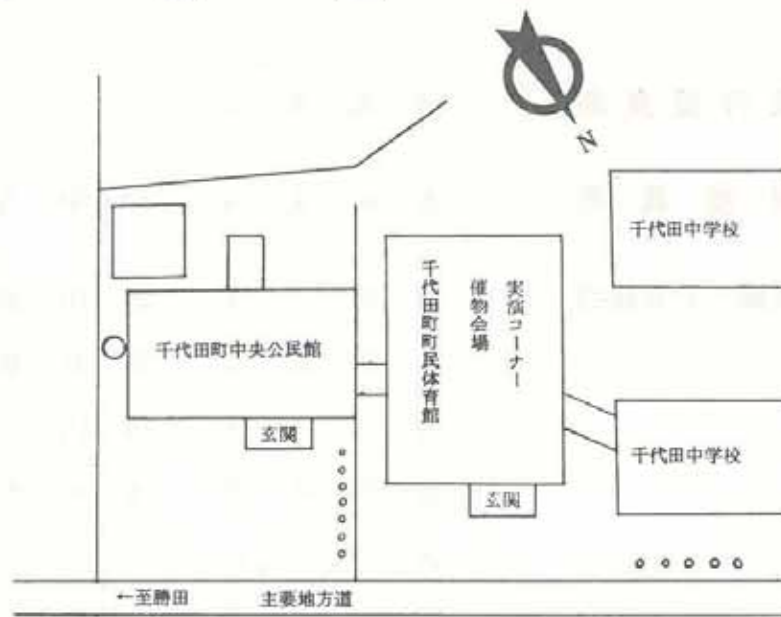 N
千代田中学校
実演コーナー
催物会場
千代田町町民体育館
千代田町中央公民館
玄関
千代田中学校
玄関
←至勝田
主要地方道